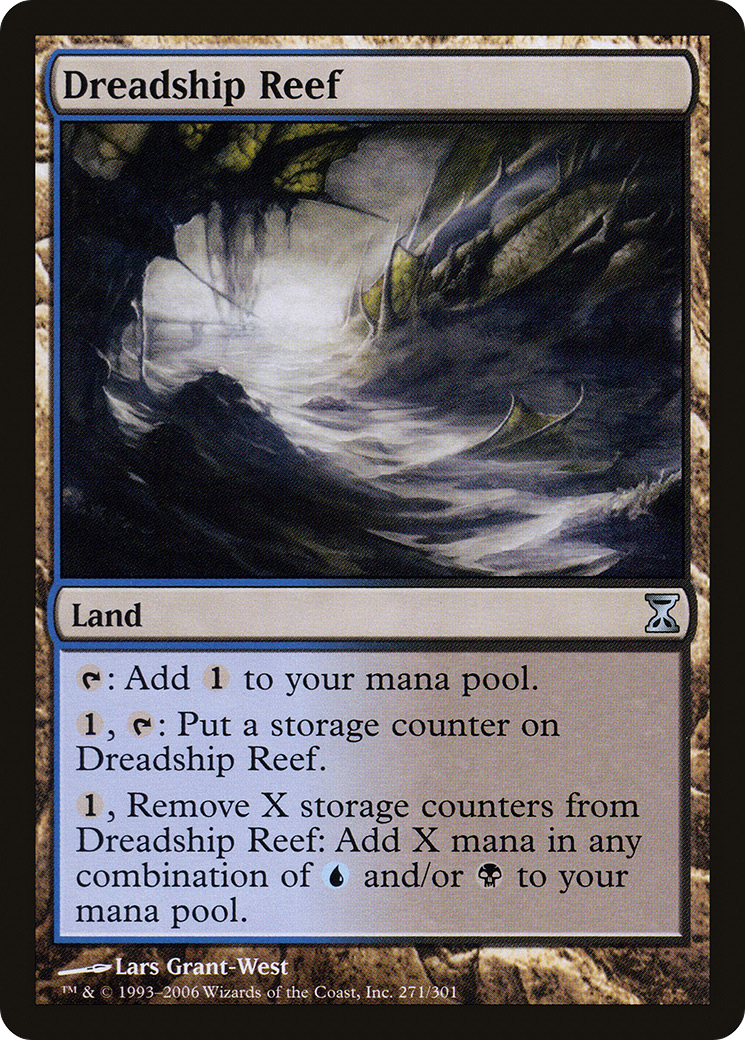 Dreadship Reef
Land
: Add 1 to your mana pool.
1, : Put a storage counter on
Dreadship Reef.
1, Remove X storage counters from
Dreadship Reef: Add X mana in any
combination of and/or to your
mana pool.
Lars Grant-West
™ & © 1993–2006 Wizards of the Coast, Inc. 271/301